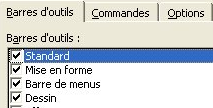 Barres d'outils Commandes Options
Barres d'outils :
Standard
Mise en forme
Barre de menus
Dessin